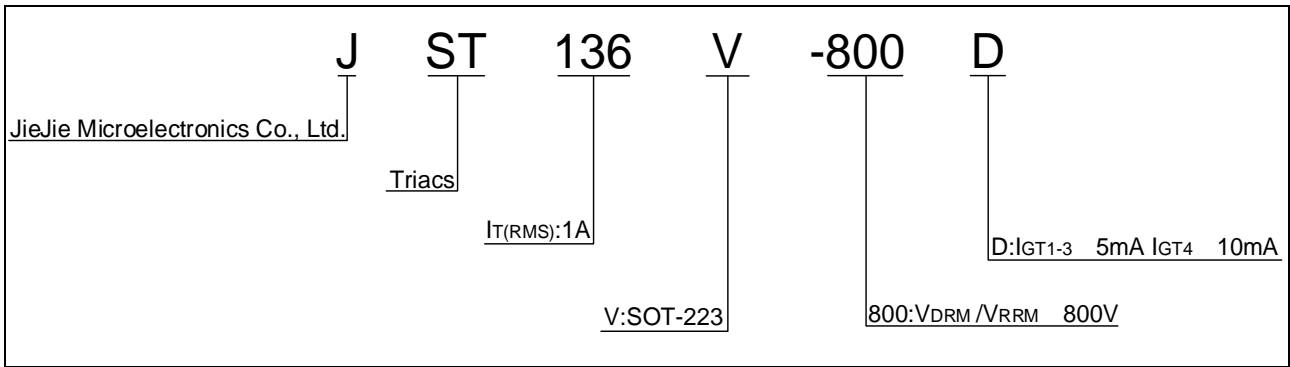 J ST 136 V -800 D
JieJie Microelectronics Co., Ltd.
Triacs
IT(RMS):1A
D:IGT1-3 5mA IGT4 10mA
V:SOT-223
800:VDRM /VRRM 800V